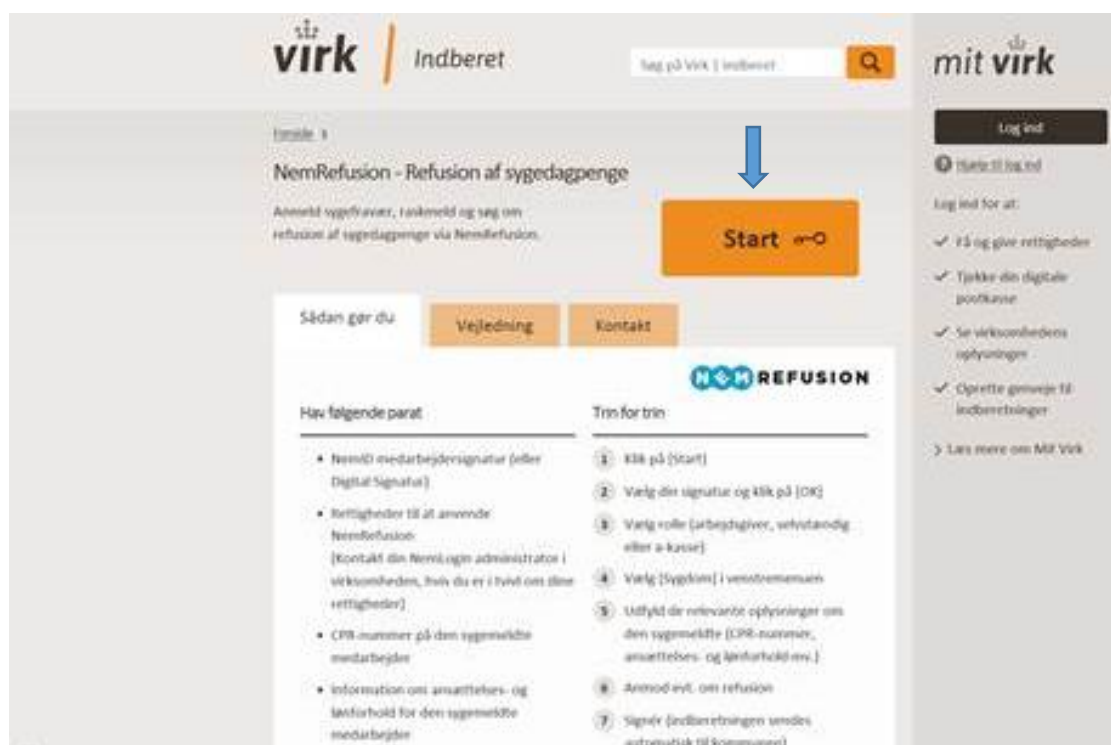 virk
Indberet
Søg på Virk | Indberet
Forside
NemRefusion - Refusion af sygedagpenge
Anmeld sygefravær, raskmeld og søg om
refusion af sygedagpenge via NemRefusion.
Start
Sådan gør du
Vejledning
Kontakt
NEM REFUSION
Hav følgende parat
• NemID medarbejdersignatur (eller
Digital Signatur)
• Rettigheder til at anvende
NemRefusion
(Kontakt din NemLogin administrator i
virksomheden, hvis du er i tvivl om dine
rettigheder)
• CPR-nummer på den sygemeldte
medarbejder
• Information om ansættelses- og
lønforhold for den sygemeldte
medarbejder
Trin for trin
1 Klik på [Start]
2 Vælg din signatur og klik på [OK]
3 Vælg rolle (arbejdsgiver, selvstændig
eller a-kasse)
4 Vælg [Sygdom] i venstremenuen
5 Udfyld de relevante oplysninger om
den sygemeldte (CPR-nummer,
ansættelses- og lønforhold mv.)
6 Anmod evt. om refusion
7 Signér (indberetningen sendes
automatisk til kommunen)
mit virk
Log ind
Hjælp til log ind
Log ind for at:
Få og give rettigheder
Tjekke din digitale
postkasse
Se virksomhedens
oplysninger
Oprette genveje til
indberetninger
Læs mere om Mit Virk